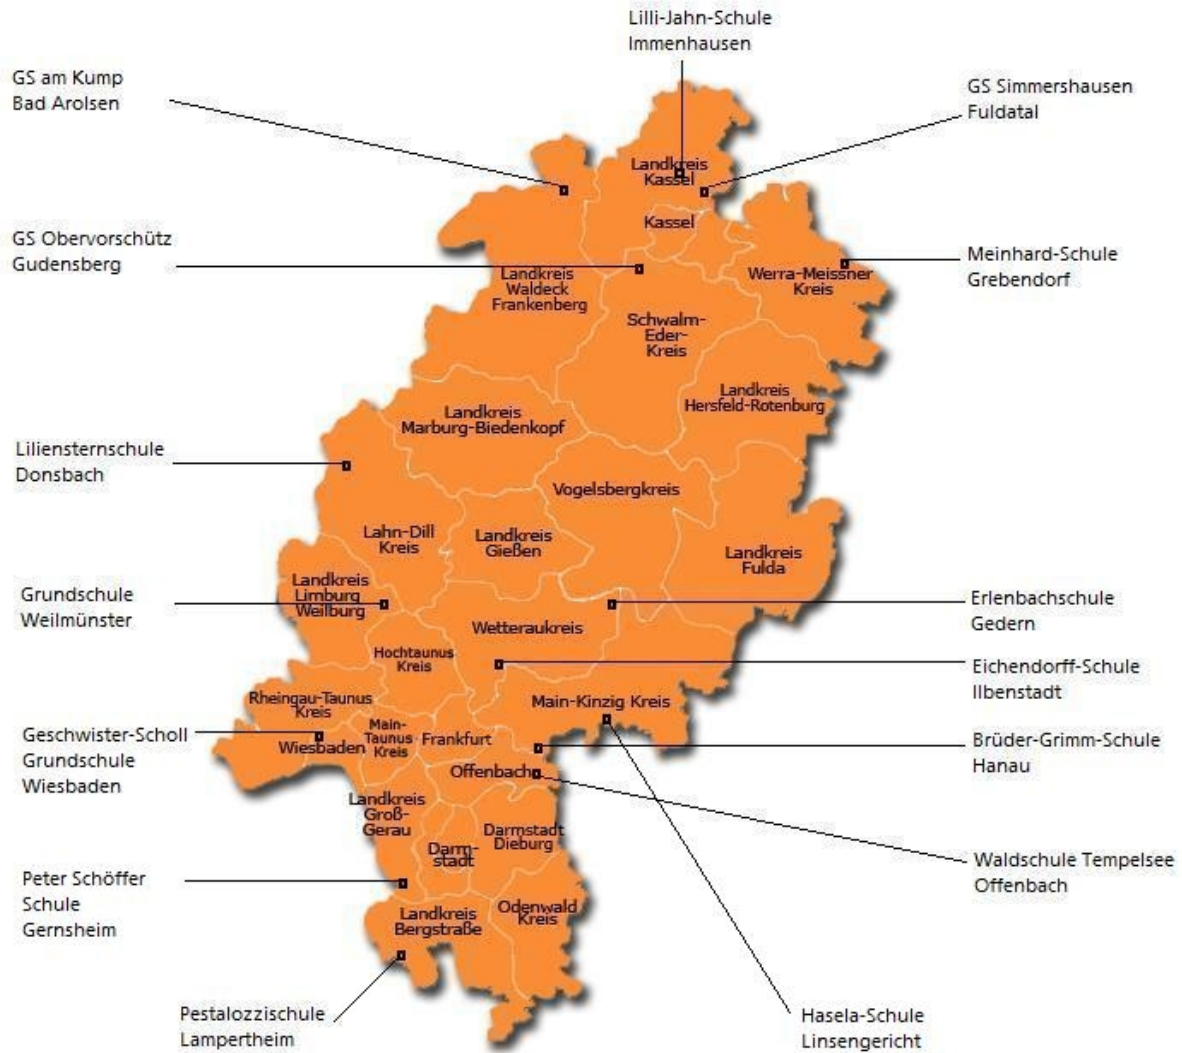 Lilli-Jahn-Schule
Immenhausen
GS am Kump
Bad Arolsen
GS Simmershausen
Fuldatal
GS Obervorschütz
Gudensberg
Meinhard-Schule
Grebendorf
Liliensternschule
Donsbach
Grundschule
Weilmünster
Erlenbachschule
Gedern
Eichendorff-Schule
Ilbenstadt
Geschwister-Scholl
Grundschule
Wiesbaden
Brüder-Grimm-Schule
Hanau
Waldschule Tempelsee
Offenbach
Peter Schöffer
Schule
Gernsheim
Pestalozzischule
Lampertheim
Hasela-Schule
Linsengericht
Landkreis
Kassel
Kassel
Landkreis
Waldeck
Frankenberg
Werra-Meissner
Kreis
Schwalm-
Eder-
Kreis
Landkreis
Hersfeld-Rotenburg
Landkreis
Marburg-Biedenkopf
Vogelsbergkreis
Lahn-Dill
Kreis
Landkreis
Gießen
Landkreis
Fulda
Landkreis
Limburg
Weilburg
Wetteraukreis
Hochtaunus
Kreis
Rheingau-Taunus
Kreis
Main-Kinzig Kreis
Wiesbaden
Main-
Taunus
Kreis
Frankfurt
Offenbach
Landkreis
Groß-
Gerau
Darm-
stadt
Darmstadt
Dieburg
Landkreis
Bergstraße
Odenwald
Kreis